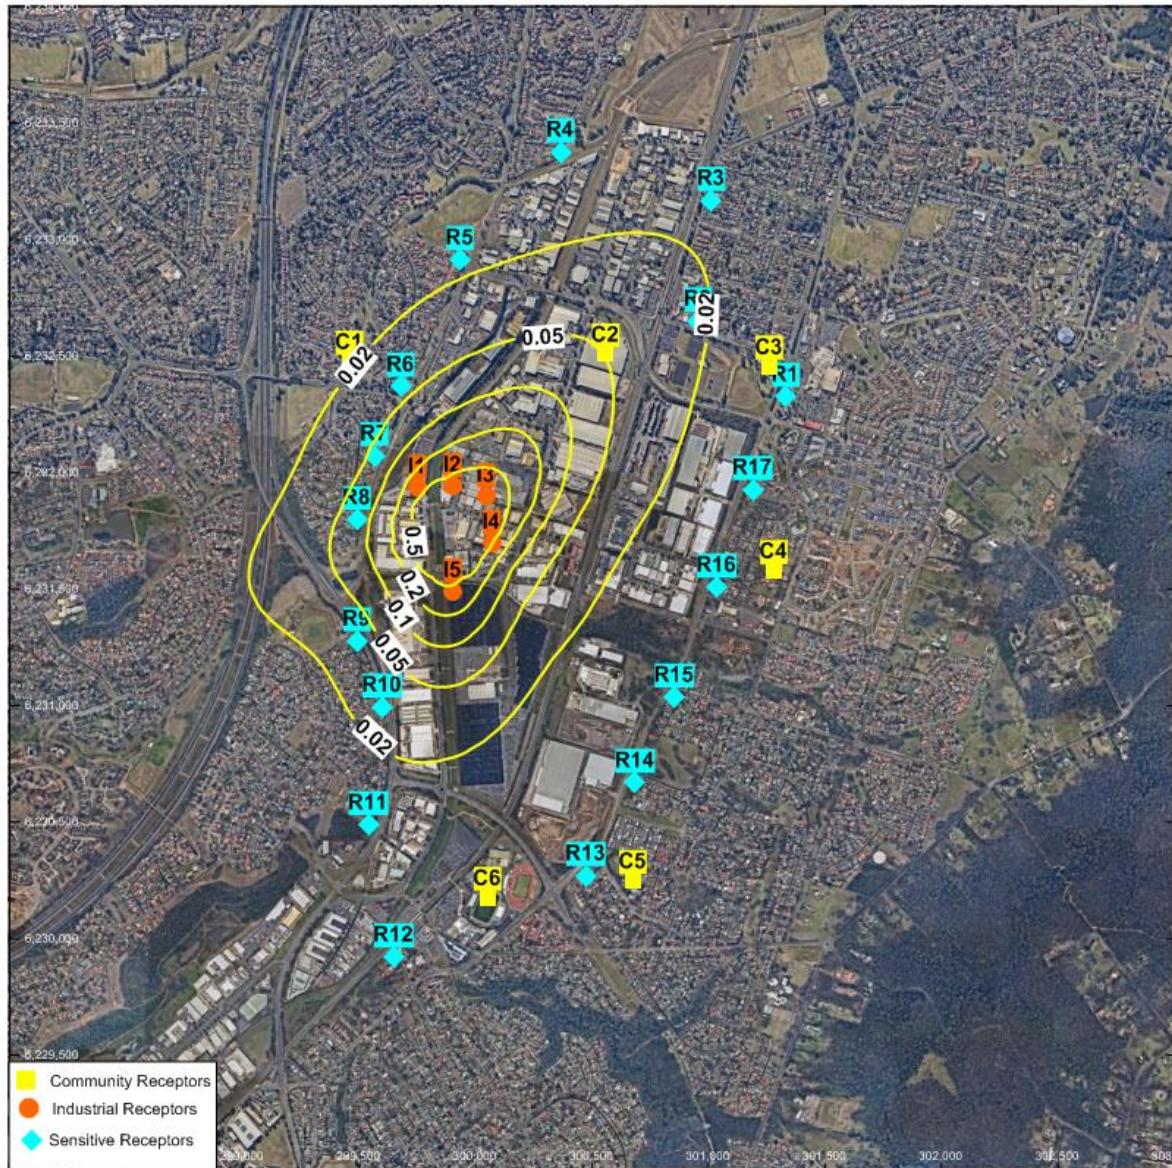 6,233,500
R4
R3
R5
6,233,000
0.02
0.05
C2
C1
0.02
6,232,500
C3
R6
R1
R7
6,232,000
I1
I2
I3
R17
R8
I4
0.5
C4
I5
R16
6,231,500
0.2
0.1
R9
0.05
R15
R10
6,231,000
0.02
R14
R11
6,230,500
R13
C5
C6
R12
6,230,000
6,229,500
Community Receptors
Industrial Receptors
Sensitive Receptors
299,500
300,000
300,500
301,000
301,500
302,000
302,500